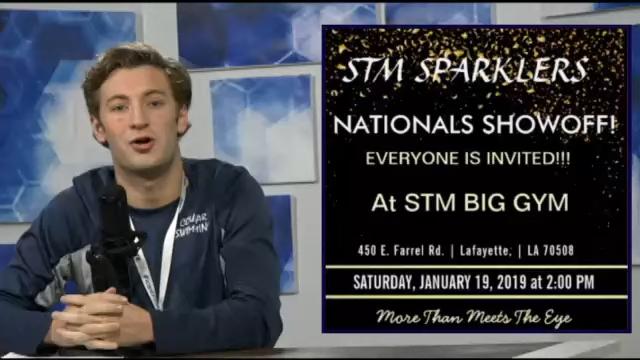 STM SPARKLERS
NATIONALS SHOWOFF!
EVERYONE IS INVITED!!!
At STM BIG GYM
450 E. Farrel Rd. | Lafayette, | LA 70508
SATURDAY, JANUARY 19, 2019 at 2:00 PM
More Than Meets The Eye